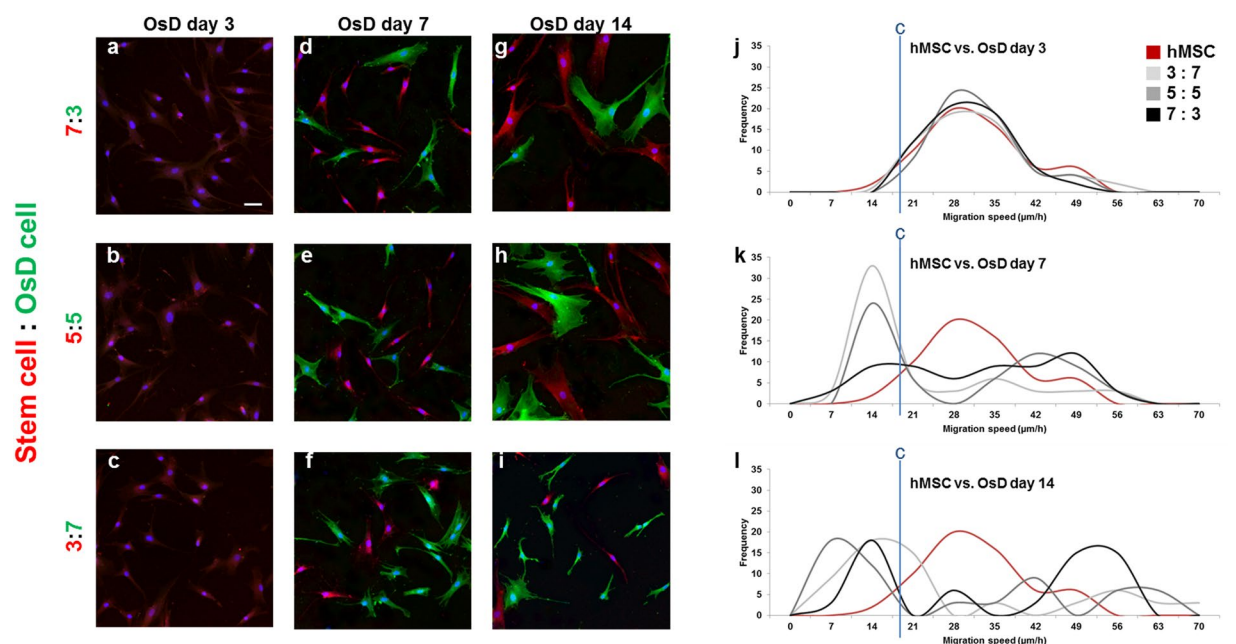 OsD day 3 OsD day 7 OsD day 14
a d g
7:3
b e h
5:5
c f i
3:7
Stem cell : OsD cell
j
C
hMSC vs. OsD day 3
hMSC
3 : 7
5 : 5
7 : 3
Frequency
35
30
25
20
15
10
5
0
0 7 14 21 28 35 42 49 56 63 70
Migration speed (µm/h)
k
C
hMSC vs. OsD day 7
Frequency
35
30
25
20
15
10
5
0
0 7 14 21 28 35 42 49 56 63 70
Migration speed (µm/h)
l
C
hMSC vs. OsD day 14
Frequency
35
30
25
20
15
10
5
0
0 7 14 21 28 35 42 49 56 63 70
Migration speed (µm/h)